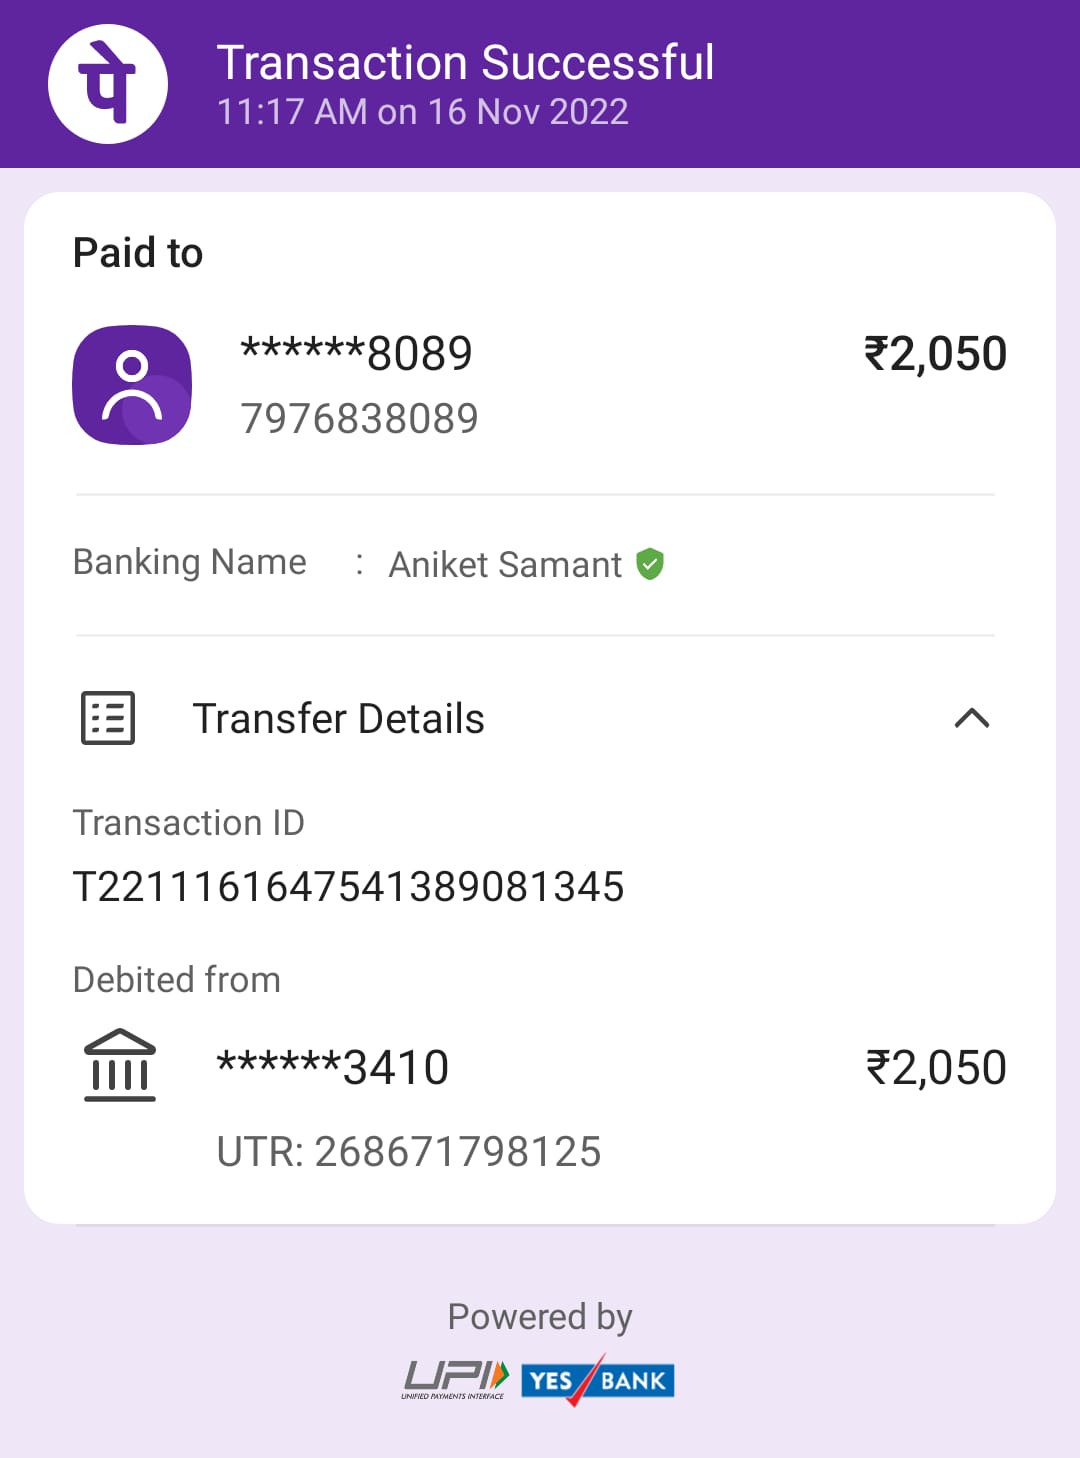 पे
Transaction Successful
11:17 AM on 16 Nov 2022
Paid to
******8089 ₹2,050
7976838089
Banking Name : Aniket Samant
Transfer Details
Transaction ID
T2211161647541389081345
Debited from
******3410 ₹2,050
UTR: 268671798125
Powered by
UPI YES BANK
UNIFIED PAYMENTS INTERFACE